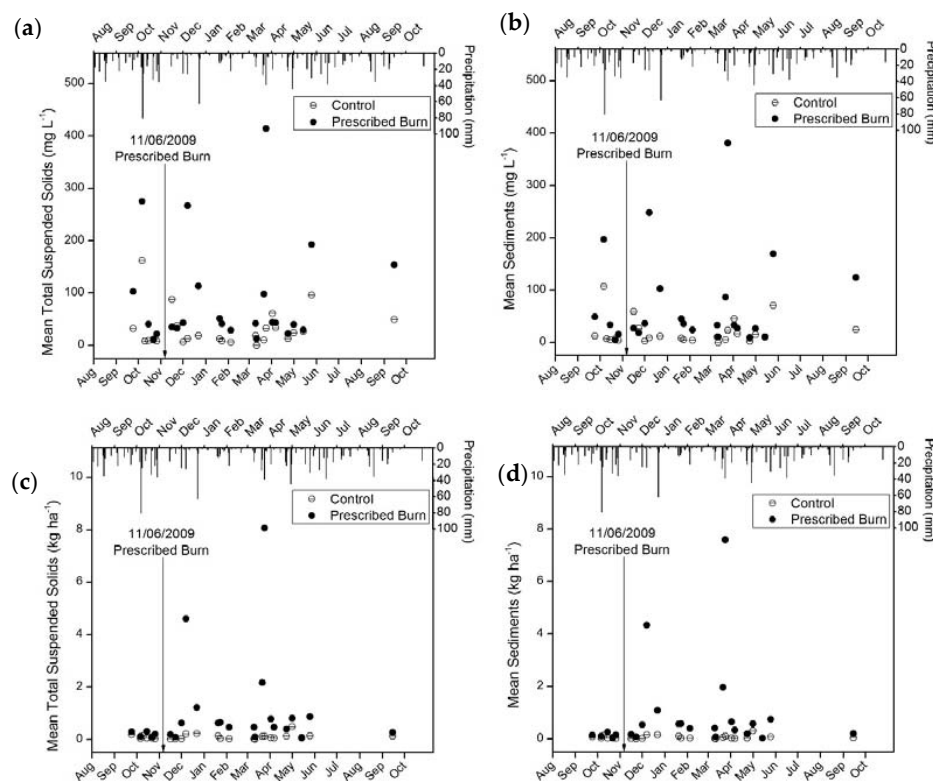 (a)
Aug Sep Oct Nov Dec Jan Feb Mar Apr May Jun Jul Aug Sep Oct
0
20
40
60
80
100
Precipitation (mm)
500
400
300
200
100
0
Mean Total Suspended Solids (mg L-1)
Control
Prescribed Burn
11/06/2009
Prescribed Burn
Aug Sep Oct Nov Dec Jan Feb Mar Apr May Jun Jul Aug Sep Oct
(b)
Aug Sep Oct Nov Dec Jan Feb Mar Apr May Jun Jul Aug Sep Oct
0
20
40
60
80
100
Precipitation (mm)
500
400
300
200
100
0
Mean Sediments (mg L-1)
Control
Prescribed Burn
11/06/2009
Prescribed Burn
Aug Sep Oct Nov Dec Jan Feb Mar Apr May Jun Jul Aug Sep Oct
(c)
Aug Sep Oct Nov Dec Jan Feb Mar Apr May Jun Jul Aug Sep Oct
0
20
40
60
80
100
Precipitation (mm)
10
8
6
4
2
0
Mean Total Suspended Solids (kg ha-1)
Control
Prescribed Burn
11/06/2009
Prescribed Burn
Aug Sep Oct Nov Dec Jan Feb Mar Apr May Jun Jul Aug Sep Oct
(d)
Aug Sep Oct Nov Dec Jan Feb Mar Apr May Jun Jul Aug Sep Oct
0
20
40
60
80
100
Precipitation (mm)
10
8
6
4
2
0
Mean Sediments (kg ha-1)
Control
Prescribed Burn
11/06/2009
Prescribed Burn
Aug Sep Oct Nov Dec Jan Feb Mar Apr May Jun Jul Aug Sep Oct